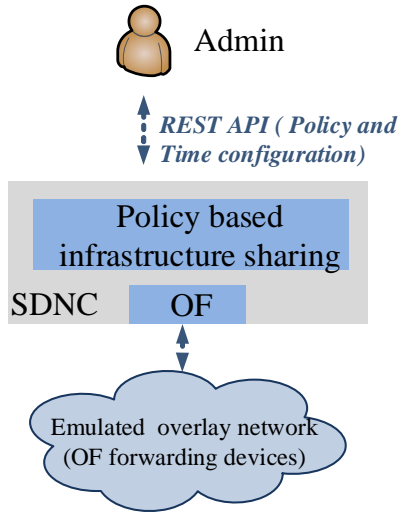 Admin
REST API ( Policy and
Time configuration)
Policy based
infrastructure sharing
SDNC
OF
Emulated overlay network
(OF forwarding devices)